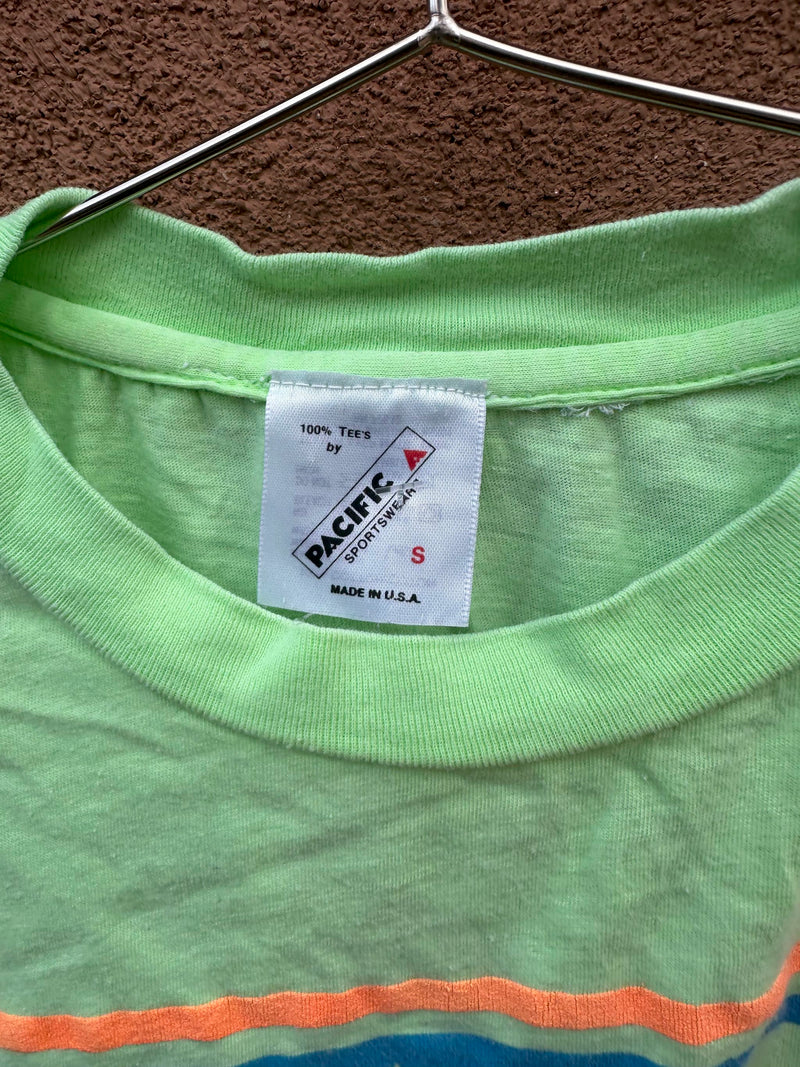 100% TEE'S
by
PACIFIC
SPORTSWEAR
S
MADE IN U.S.A.